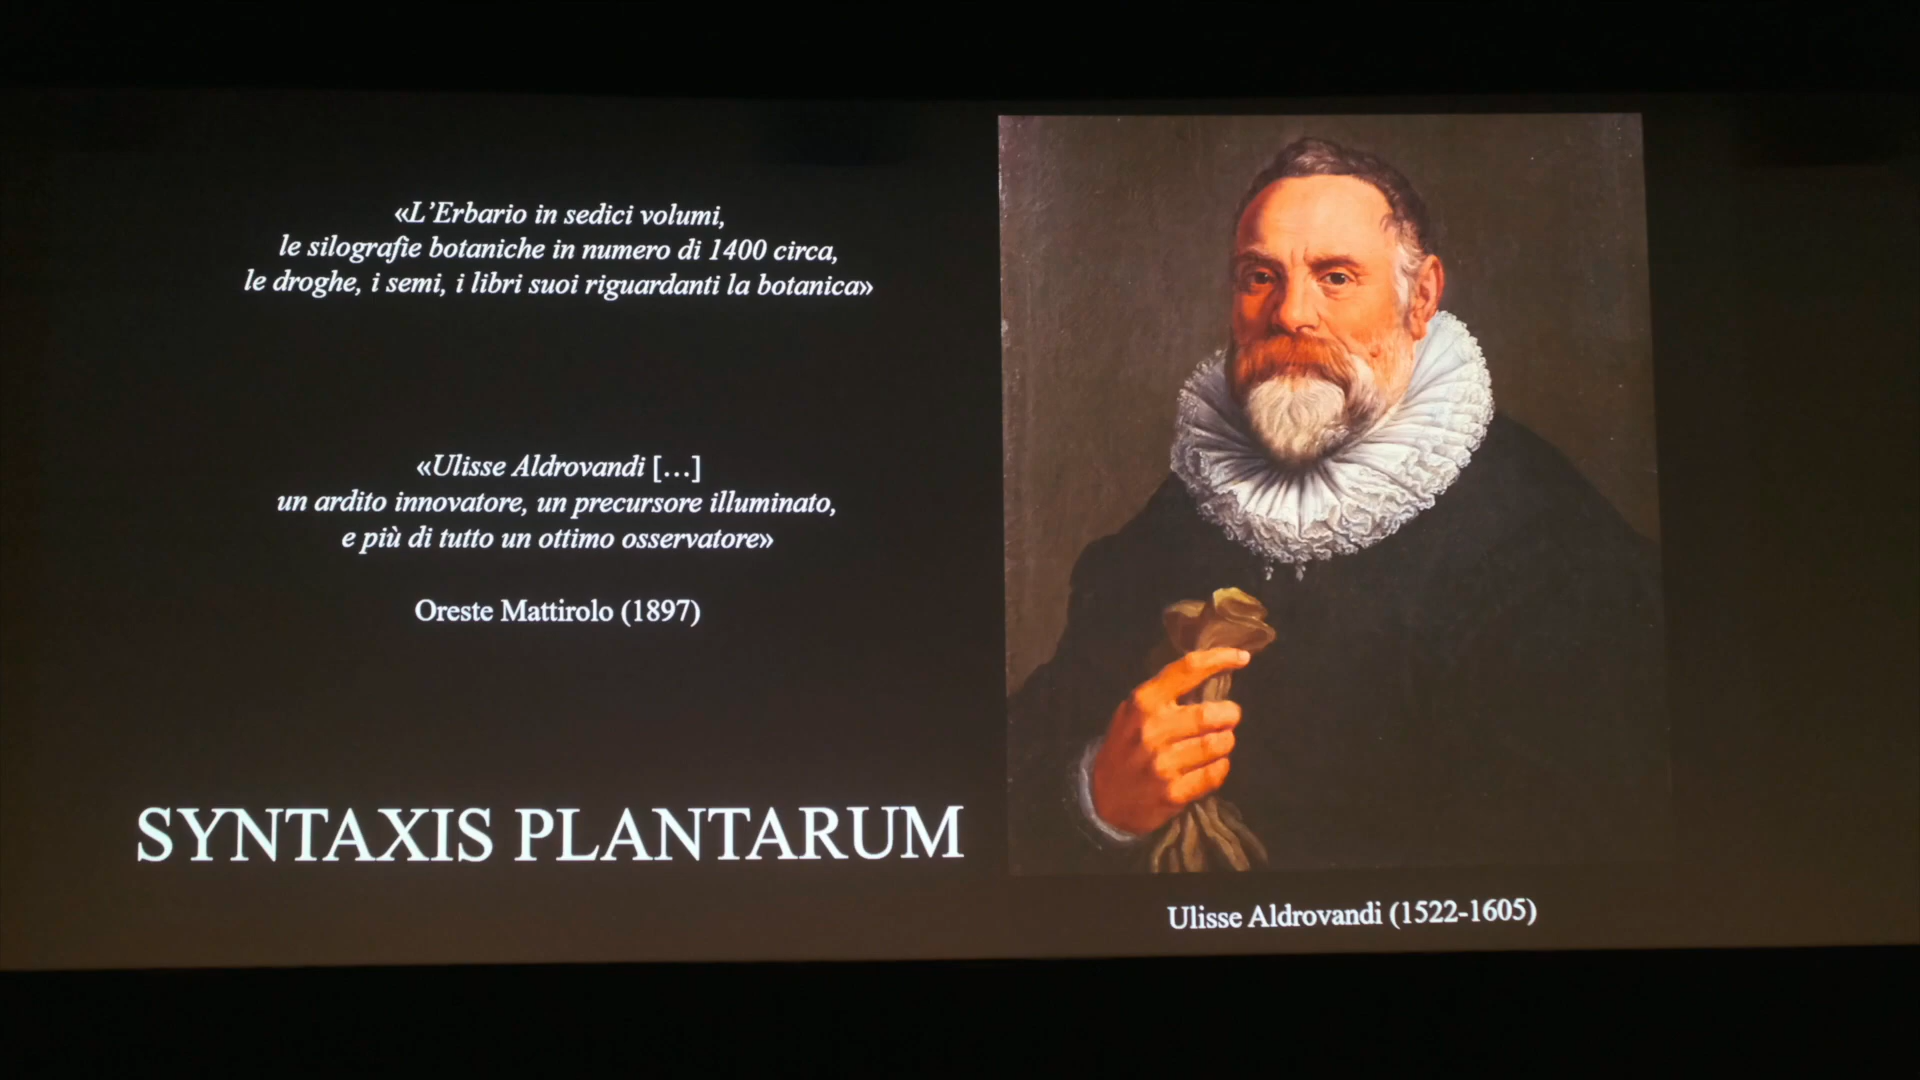 «L’Erbario in sedici volumi,
le silografie botaniche in numero di 1400 circa,
le droghe, i semi, i libri suoi riguardanti la botanica»
«Ulisse Aldrovandi […]
un ardito innovatore, un precursore illuminato,
e più di tutto un ottimo osservatore»
Oreste Mattirolo (1897)
SYNTAXIS PLANTARUM
Ulisse Aldrovandi (1522-1605)